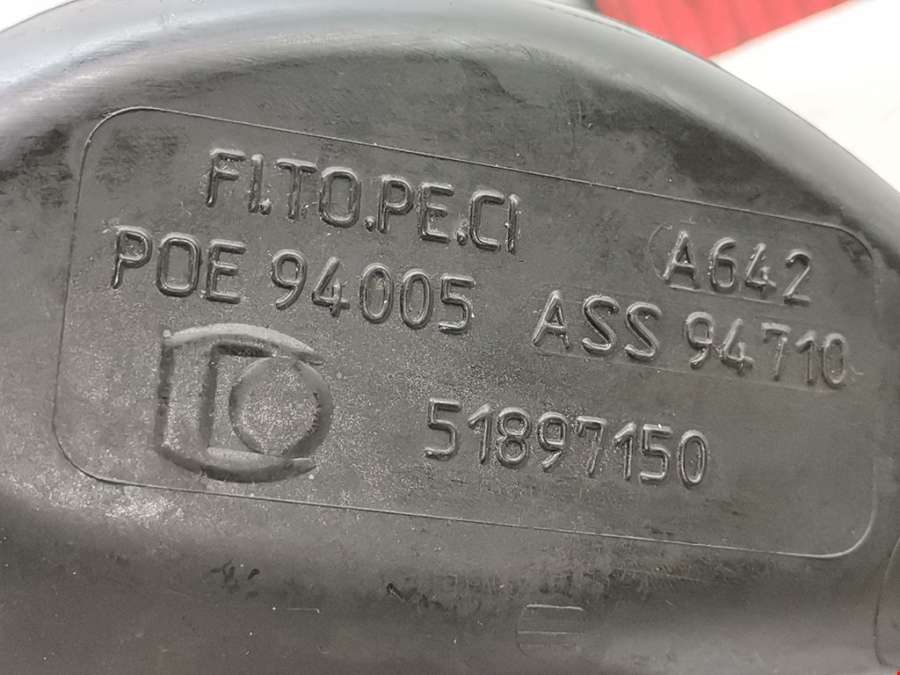 FI.TO.PE.CI
A642
POE 94005
ASS 94710
51897150